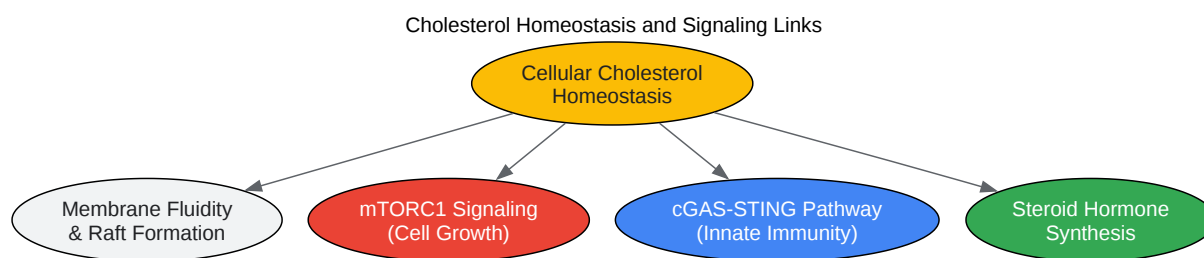 Cholesterol Homeostasis and Signaling Links
Cellular Cholesterol
Homeostasis
Membrane Fluidity
& Raft Formation
mTORC1 Signaling
(Cell Growth)
cGAS-STING Pathway
(Innate Immunity)
Steroid Hormone
Synthesis